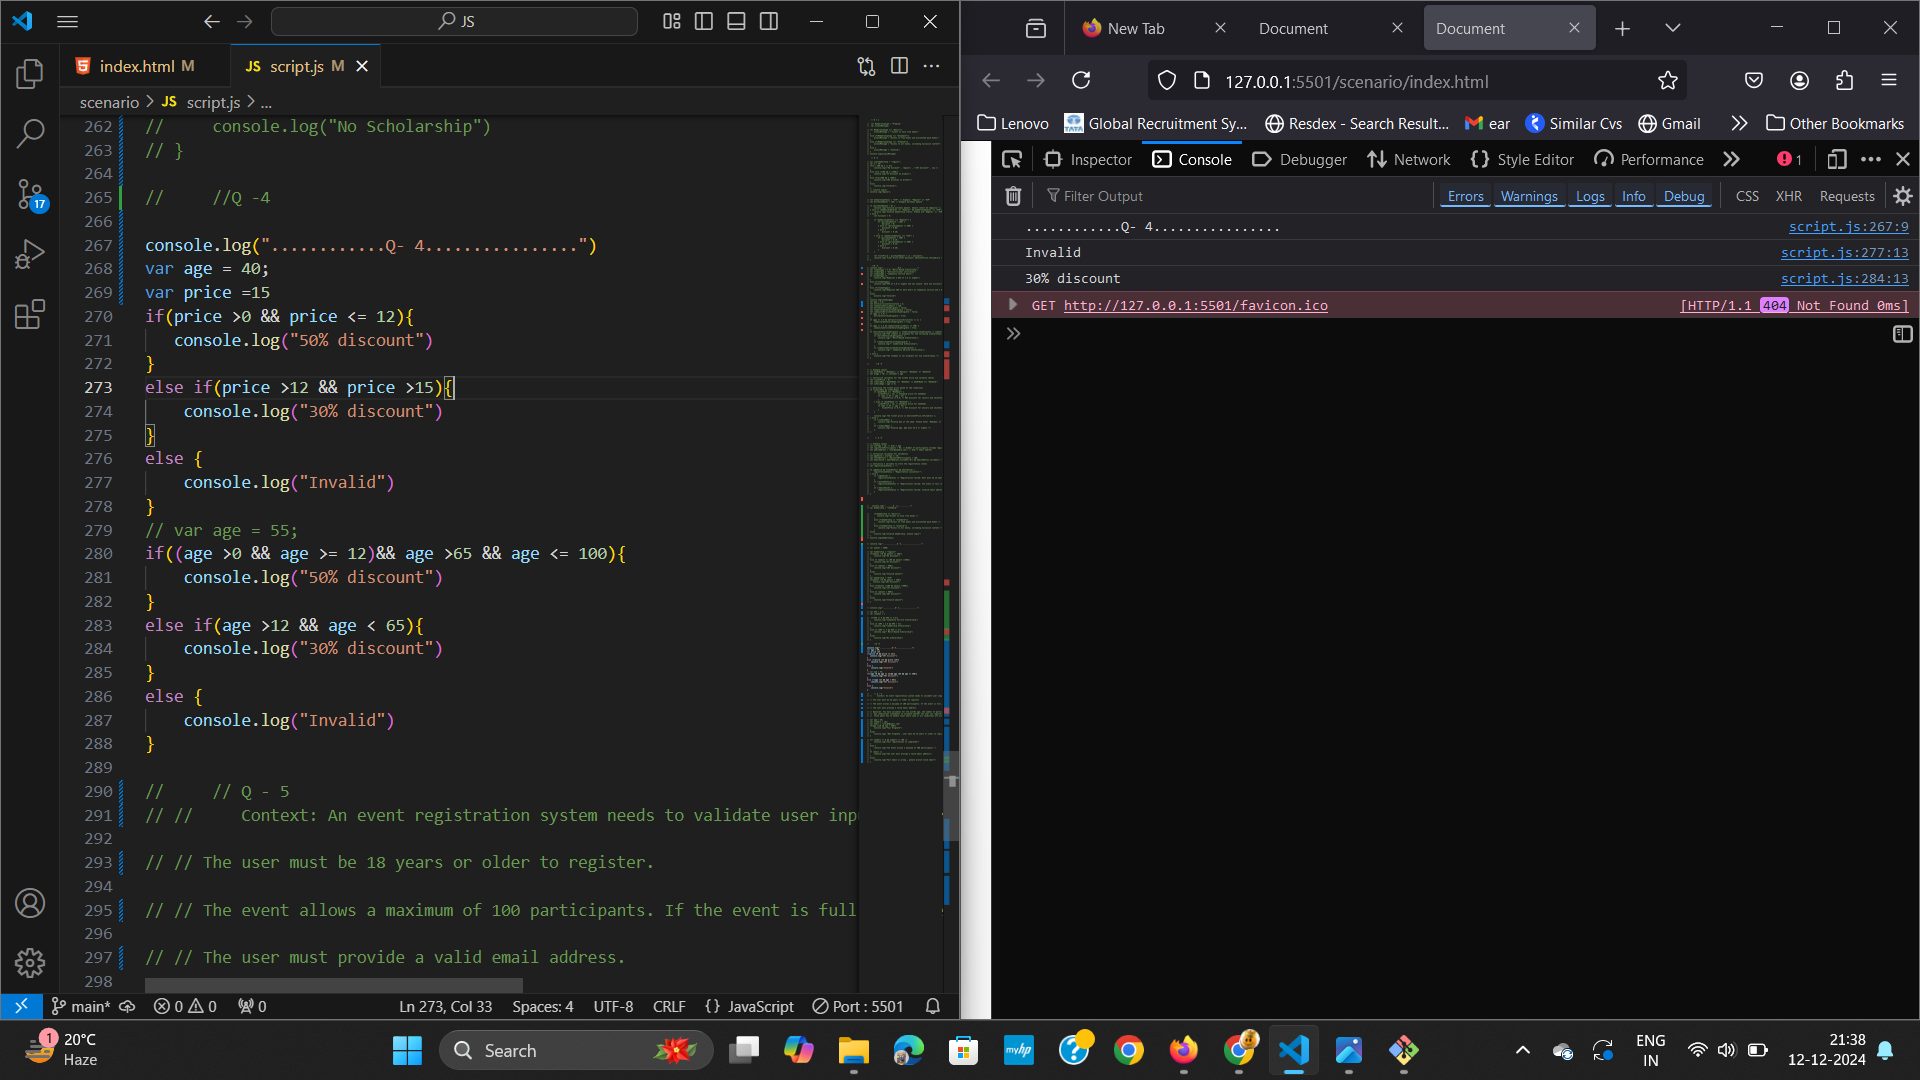 JS
index.html M
JS script.js M
scenario > JS script.js > ...
262 //     console.log("No Scholarship")
263 // }
264
265 //     //Q -4
266
267 console.log("............Q- 4................")
268 var age = 40;
269 var price =15
270 if(price >0 && price <= 12){
271    console.log("50% discount")
272 }
273 else if(price >12 && price >15){
274     console.log("30% discount")
275 }
276 else {
277     console.log("Invalid")
278 }
279 // var age = 55;
280 if((age >0 && age >= 12)&& age >65 && age <= 100){
281     console.log("50% discount")
282 }
283 else if(age >12 && age < 65){
284     console.log("30% discount")
285 }
286 else {
287     console.log("Invalid")
288 }
289
290 //     // Q - 5
291 // //     Context: An event registration system needs to validate user inp
292
293 // // The user must be 18 years or older to register.
294
295 // // The event allows a maximum of 100 participants. If the event is full
296
297 // // The user must provide a valid email address.
298
17
main* 0 0 0 Ln 273, Col 33 Spaces: 4 UTF-8 CRLF {} JavaScript Port : 5501
New Tab
Document
Document
127.0.0.1:5501/scenario/index.html
Lenovo
TATA
Global Recruitment Sy...
Resdex - Search Result...
ear
Similar Cvs
Gmail
Other Bookmarks
Inspector Console Debugger Network Style Editor Performance 1
Filter Output Errors Warnings Logs Info Debug CSS XHR Requests
............Q- 4................ script.js:267:9
Invalid script.js:277:13
30% discount script.js:284:13
GET http://127.0.0.1:5501/favicon.ico [HTTP/1.1 404 Not Found 0ms]
1
20°C
Haze
Search
myhp
ENG
IN
21:38
12-12-2024